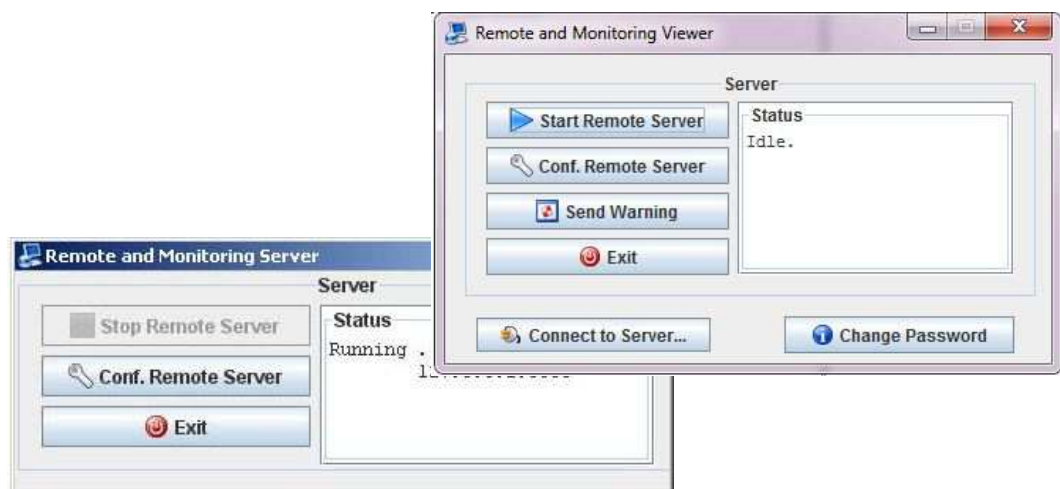 Remote and Monitoring Viewer
Server
Start Remote Server
Conf. Remote Server
Send Warning
Exit
Status
Idle.
Connect to Server...
Change Password
Remote and Monitoring Server
Server
Stop Remote Server
Conf. Remote Server
Exit
Status
Running .